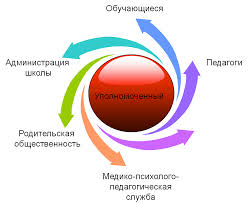 Обучающиеся
Администрация
школы
Педагоги
Уполномоченный
Родительская
общественность
Медико-психолого-
педагогическая
служба